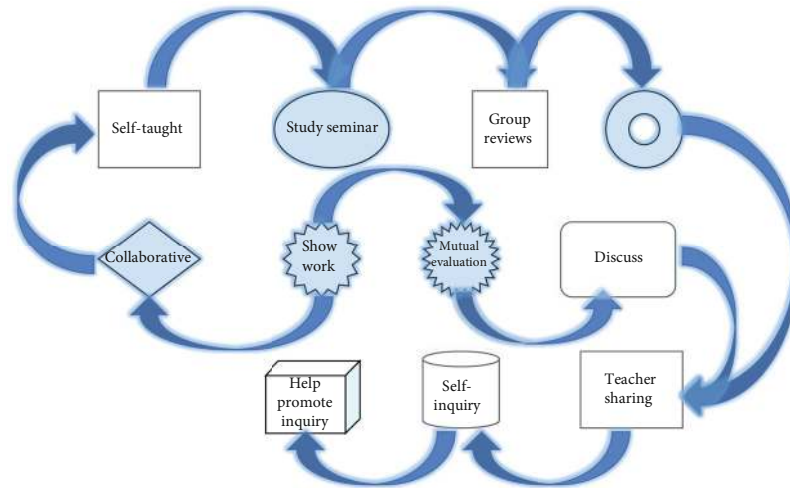 Self-taught
Study seminar
Group
reviews
Collaborative
Show
work
Mutual
evaluation
Discuss
Help
promote
inquiry
Self-
inquiry
Teacher
sharing